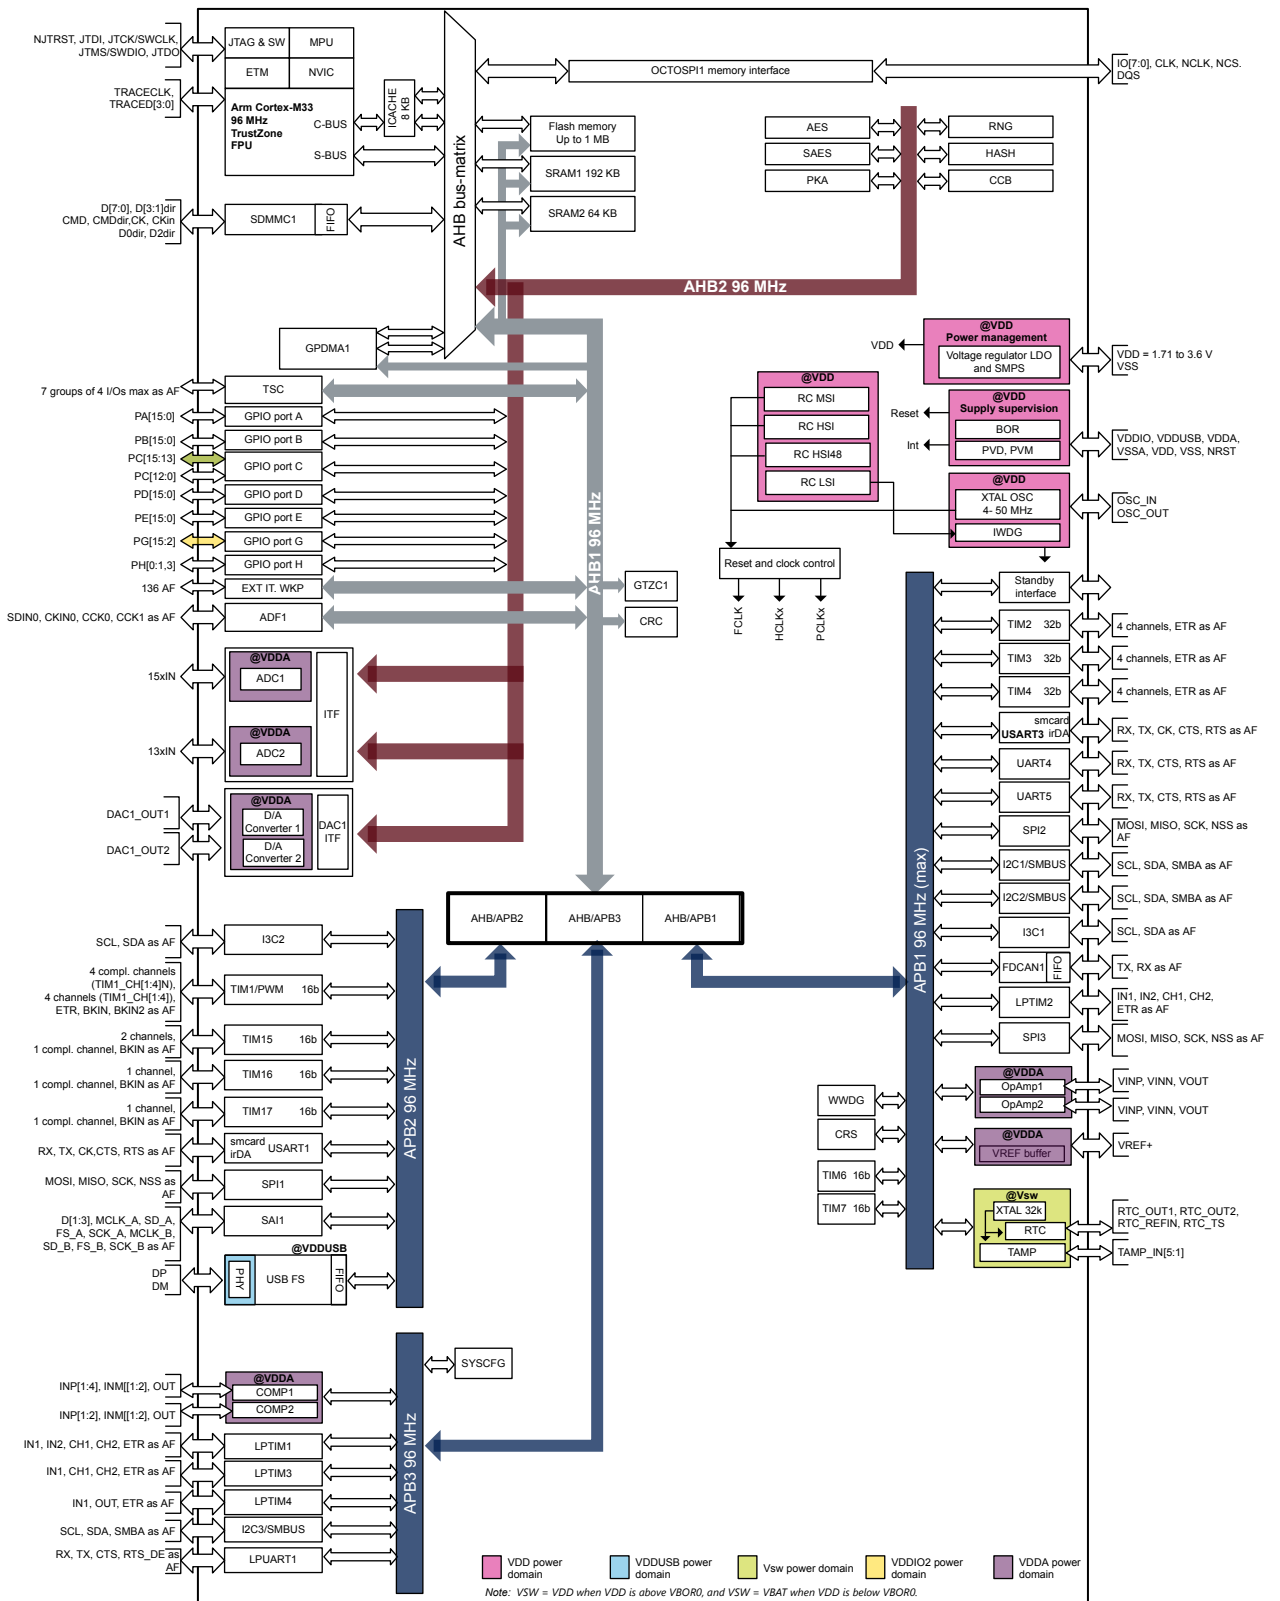 NJTRST, JTDI, JTCK/SWCLK,
JTMS/SWDIO, JTDO
JTAG & SW
MPU
ETM
NVIC
TRACECLK,
TRACED[3:0]
Arm Cortex-M33
96 MHz
TrustZone
FPU
C-BUS
S-BUS
ICACHE
8 KB
AHB bus-matrix
OCTOSPI1 memory interface
IO[7:0], CLK, NCLK, NCS.
DQS
Flash memory
Up to 1 MB
SRAM1 192 KB
SRAM2 64 KB
AES
SAES
PKA
RNG
HASH
CCB
D[7:0], D[3:1]dir
CMD, CMDdir,CK, CKin
D0dir, D2dir
SDMMC1
FIFO
AHB2 96 MHz
GPDMA1
7 groups of 4 I/Os max as AF
TSC
PA[15:0]
GPIO port A
PB[15:0]
GPIO port B
PC[15:13]
PC[12:0]
GPIO port C
PD[15:0]
GPIO port D
PE[15:0]
GPIO port E
PG[15:2]
GPIO port G
PH[0:1,3]
GPIO port H
136 AF
EXT IT. WKP
SDIN0, CKIN0, CCK0, CCK1 as AF
ADF1
AHB1 96 MHz
GTZC1
CRC
@VDD
Power management
Voltage regulator LDO
and SMPS
VDD
VDD = 1.71 to 3.6 V
VSS
@VDD
RC MSI
RC HSI
RC HSI48
RC LSI
@VDD
Supply supervision
BOR
PVD, PVM
Reset
Int
VDDIO, VDDUSB, VDDA,
VSSA, VDD, VSS, NRST
@VDD
XTAL OSC
4- 50 MHz
IWDG
OSC_IN
OSC_OUT
Reset and clock control
FCLK
HCLKx
PCLKx
Standby
interface
15xIN
@VDDA
ADC1
ITF
13xIN
@VDDA
ADC2
DAC1_OUT1
DAC1_OUT2
@VDDA
D/A
Converter 1
D/A
Converter 2
DAC1
ITF
AHB/APB2
AHB/APB3
AHB/APB1
APB1 96 MHz (max)
TIM2 32b
4 channels, ETR as AF
TIM3 32b
4 channels, ETR as AF
TIM4 32b
4 channels, ETR as AF
smcard
USART3 irDA
RX, TX, CK, CTS, RTS as AF
UART4
RX, TX, CTS, RTS as AF
UART5
RX, TX, CTS, RTS as AF
SPI2
MOSI, MISO, SCK, NSS as
AF
I2C1/SMBUS
SCL, SDA, SMBA as AF
I2C2/SMBUS
SCL, SDA, SMBA as AF
I3C1
SCL, SDA as AF
FDCAN1
FIFO
TX, RX as AF
LPTIM2
IN1, IN2, CH1, CH2,
ETR as AF
SPI3
MOSI, MISO, SCK, NSS as AF
@VDDA
OpAmp1
OpAmp2
VINP, VINN, VOUT
VINP, VINN, VOUT
@VDDA
VREF buffer
VREF+
WWDG
CRS
TIM6 16b
TIM7 16b
@Vsw
XTAL 32k
RTC
TAMP
RTC_OUT1, RTC_OUT2,
RTC_REFIN, RTC_TS
TAMP_IN[5:1]
SCL, SDA as AF
I3C2
4 compl. channels
(TIM1_CH[1:4]N),
4 channels (TIM1_CH[1:4]),
ETR, BKIN, BKIN2 as AF
TIM1/PWM 16b
2 channels,
1 compl. channel, BKIN as AF
TIM15 16b
1 channel,
1 compl. channel, BKIN as AF
TIM16 16b
1 channel,
1 compl. channel, BKIN as AF
TIM17 16b
RX, TX, CK,CTS, RTS as AF
smcard
irDA USART1
MOSI, MISO, SCK, NSS as
AF
SPI1
D[1:3], MCLK_A, SD_A,
FS_A, SCK_A, MCLK_B,
SD_B, FS_B, SCK_B as AF
SAI1
@VDDUSB
DP
DM
PHY
USB FS
FIFO
APB2 96 MHz
APB3 96 MHz
SYSCFG
INP[1:4], INM[[1:2], OUT
INP[1:2], INM[[1:2], OUT
@VDDA
COMP1
COMP2
IN1, IN2, CH1, CH2, ETR as AF
LPTIM1
IN1, CH1, CH2, ETR as AF
LPTIM3
IN1, OUT, ETR as AF
LPTIM4
SCL, SDA, SMBA as AF
I2C3/SMBUS
RX, TX, CTS, RTS_DE as
AF
LPUART1
VDD power
domain
VDDUSB power
domain
Vsw power domain
VDDIO2 power
domain
VDDA power
domain
Note: VSW = VDD when VDD is above VBOR0, and VSW = VBAT when VDD is below VBOR0.